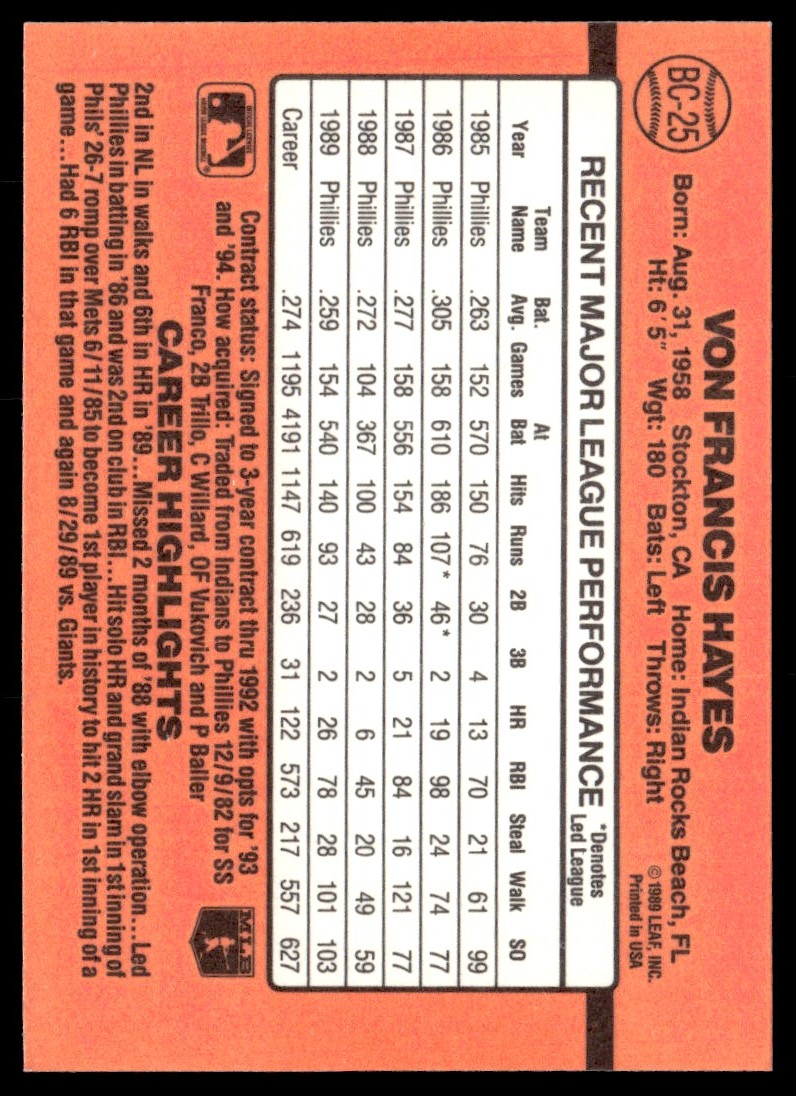 BC-25
VON FRANCIS HAYES
Born: Aug. 31, 1958 Stockton, CA Home: Indian Rocks Beach, FL
Ht: 6'5" Wgt: 180 Bats: Left Throws: Right
©1989 LEAF, INC.
Printed in USA
RECENT MAJOR LEAGUE PERFORMANCE *Denotes Led League
Year Team Name Bat. Avg. Games At Bat Hits Runs 2B 3B HR RBI Steal Walk SO
1985 Phillies .263 152 570 150 76 30 4 13 70 21 61 99
1986 Phillies .305 158 610 186 107* 46* 2 19 98 24 74 77
1987 Phillies .277 158 556 154 84 36 5 21 84 16 121 77
1988 Phillies .272 104 367 100 43 28 2 6 45 20 49 59
1989 Phillies .259 154 540 140 93 27 2 26 78 28 101 103
Career .274 1195 4191 1147 619 236 31 122 573 217 557 627
Contract status: Signed to 3-year contract thru 1992 with opts for '93
and '94. How acquired: Traded from Indians to Phillies 12/9/82 for SS
Franco, 2B Trillo, C Willard, OF Vukovich and P Baller
MLB
CAREER HIGHLIGHTS
2nd in NL in walks and 6th in HR in '89...Missed 2 months of '88 with elbow operation...Led
Phillies in batting in '86 and was 2nd on club in RBI...Hit solo HR and grand slam in 1st inning of
Phils' 26-7 romp over Mets 6/11/85 to become 1st player in history to hit 2 HR in 1st inning of a
game...Had 6 RBI in that game and again 8/29/89 vs. Giants.